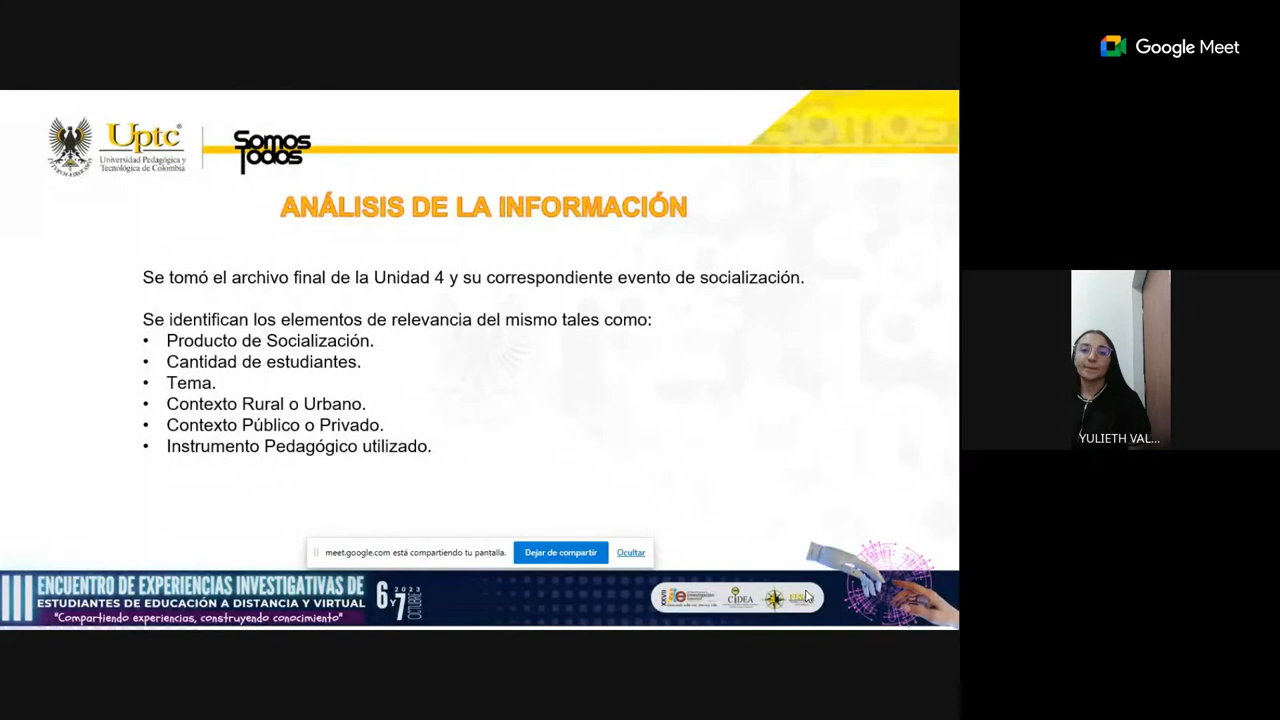 Google Meet
Uptc
Universidad Pedagógica y
Tecnológica de Colombia
Somos
Todos
Somos
ANÁLISIS DE LA INFORMACIÓN
Se tomó el archivo final de la Unidad 4 y su correspondiente evento de socialización.
Se identifican los elementos de relevancia del mismo tales como:
• Producto de Socialización.
• Cantidad de estudiantes.
• Tema.
• Contexto Rural o Urbano.
• Contexto Público o Privado.
• Instrumento Pedagógico utilizado.
YULIETH VAL...
meet.google.com está compartiendo tu pantalla.
Dejar de compartir
Ocultar
III ENCUENTRO DE EXPERIENCIAS INVESTIGATIVAS DE
ESTUDIANTES DE EDUCACIÓN A DISTANCIA Y VIRTUAL
"Compartiendo experiencias, construyendo conocimiento"
6 Y 7
2023
OCTUBRE
CIDEA